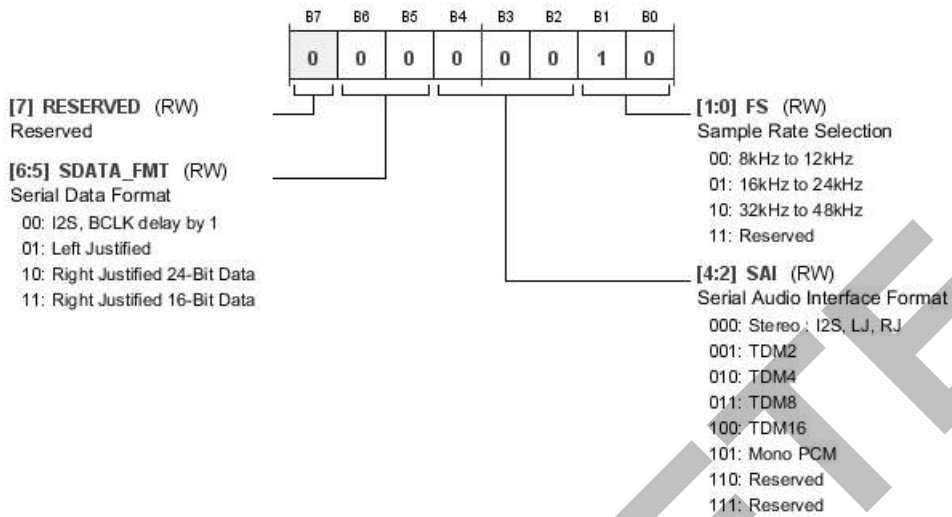 B7 B6 B5 B4 B3 B2 B1 B0
0 0 0 0 0 0 1 0
[7] RESERVED (RW)
Reserved
[6:5] SDATA_FMT (RW)
Serial Data Format
00: I2S, BCLK delay by 1
01: Left Justified
10: Right Justified 24-Bit Data
11: Right Justified 16-Bit Data
[1:0] FS (RW)
Sample Rate Selection
00: 8kHz to 12kHz
01: 16kHz to 24kHz
10: 32kHz to 48kHz
11: Reserved
[4:2] SAI (RW)
Serial Audio Interface Format
000: Stereo : I2S, LJ, RJ
001: TDM2
010: TDM4
011: TDM8
100: TDM16
101: Mono PCM
110: Reserved
111: Reserved